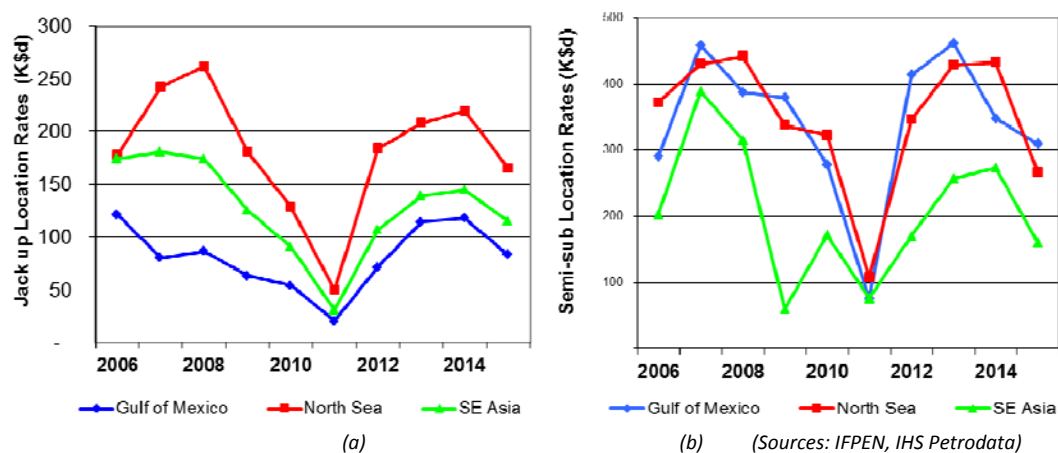 Jack up Location Rates (K$d)
300
250
200
150
100
50
-
2006 2008 2010 2012 2014
Gulf of Mexico North Sea SE Asia
(a)
Semi-sub Location Rates (K$d)
500
400
300
200
100
2006 2008 2010 2012 2014
Gulf of Mexico North Sea SE Asia
(b) (Sources: IFPEN, IHS Petrodata)